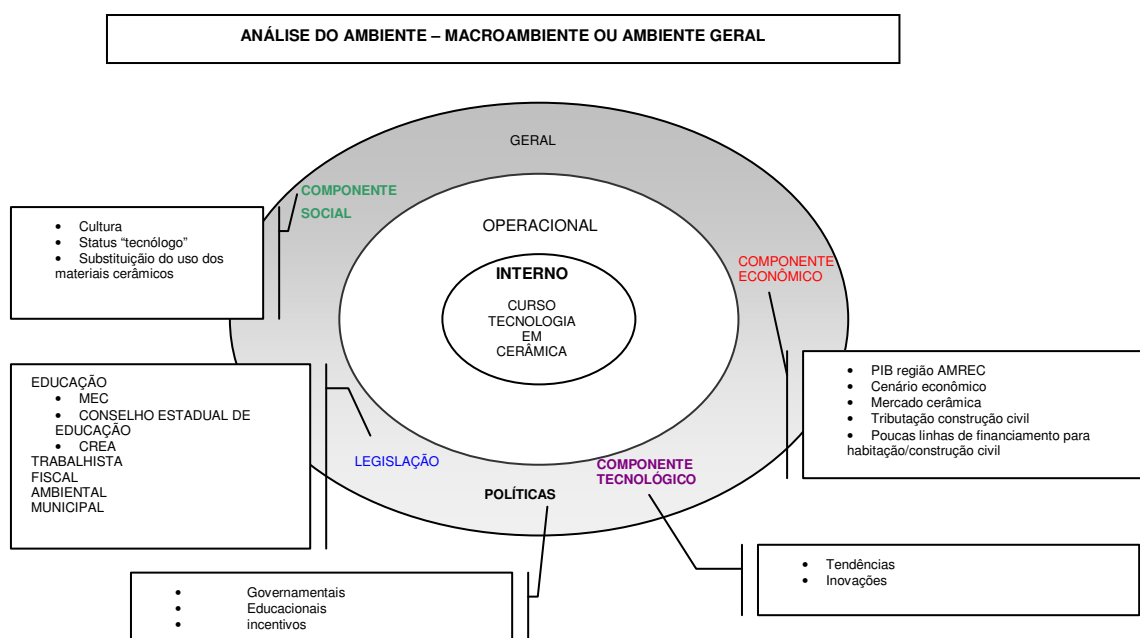 ANÁLISE DO AMBIENTE – MACROAMBIENTE OU AMBIENTE GERAL
GERAL
COMPONENTE
SOCIAL
• Cultura
• Status “tecnólogo”
• Substituiçãio do uso dos
materiais cerâmicos
OPERACIONAL
INTERNO
CURSO
TECNOLOGIA
EM
CERÂMICA
COMPONENTE
ECONÔMICO
• PIB região AMREC
• Cenário econômico
• Mercado cerâmica
• Tributação construção civil
• Poucas linhas de financiamento para
habitação/construção civil
EDUCAÇÃO
• MEC
• CONSELHO ESTADUAL DE
EDUCAÇÃO
• CREA
TRABALHISTA
FISCAL
AMBIENTAL
MUNICIPAL
LEGISLAÇÃO
POLÍTICAS
COMPONENTE
TECNOLÓGICO
• Tendências
• Inovações
• Governamentais
• Educacionais
• incentivos